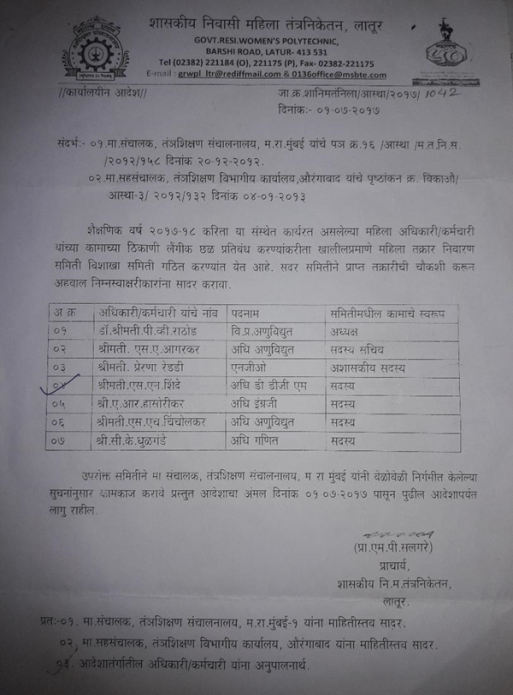 शासकीय निवासी महिला तंत्रनिकेतन, लातूर
GOVT.RESI.WOMEN'S POLYTECHNIC,
BARSHI ROAD, LATUR- 413 531
Tel (02382) 221184 (O), 221175 (P), Fax- 02382-221175
E-mail : grwpl_ltr@rediffmail.com & 0136office@msbte.com
//कार्यालयीन आदेश// जा.क्र.शानिमतंनिला/आस्था/२०१७/ 1042
दिनांक:- ०१-०७-२०१७
संदर्भ:- ०१.मा.संचालक, तंत्रशिक्षण संचालनालय, म.रा.मुंबई यांचे पत्र क्र.१६ /आस्था /म.त.नि.स.
/२०१२/१५८ दिनांक २०-१२-२०१२.
०२.मा.सहसंचालक, तंत्रशिक्षण विभागीय कार्यालय,औरंगाबाद यांचे पृष्ठांकन क्र. विकाऔ/
आस्था-३/ २०१२/१३२ दिनांक ०४-०१-२०१३
शैक्षणिक वर्ष २०१७-१८ करिता या संस्थेत कार्यरत असलेल्या महिला अधिकारी/कर्मचारी
यांच्या कामाच्या ठिकाणी लैंगीक छळ प्रतिबंध करण्यांकरीता खालीलप्रमाणे महिला तक्रार निवारण
समिती विशाखा समिती गठित करण्यांत येत आहे. सदर समितीने प्राप्त तक्रारींची चौकशी करून
अहवाल निम्नस्वाक्षरीकारांना सादर करावा.
अ.क्र अधिकारी/कर्मचारी यांचे नांव पदनाम समितीमधील कामाचे स्वरूप
०१ डॉ.श्रीमती.पी.व्ही.राठोड वि.प्र.अणुविद्युत अध्यक्ष
०२ श्रीमती. एस.ए.आगरकर अधि अणुविद्युत सदस्य सचिव
०३ श्रीमती. प्रेरणा रेडडी एनजीओ अशासकीय सदस्य
०४ श्रीमती.एस.एन.शिंदे अधि डी डीजी एम सदस्य
०५ श्री.ए.आर.हासोरीकर अधि इंग्रजी सदस्य
०६ श्रीमती.एस.एच.चिंचोलकर अधि अणुविद्युत सदस्य
०७ श्री.सी.के.धुळगंडे अधि गणित सदस्य
उपरोक्त समितीने मा संचालक, तंत्रशिक्षण संचालनालय, म रा मुंबई यांनी वेळोवेळी निर्गमीत केलेल्या
सुचनांनुसार कामकाज करावे प्रस्तुत आदेशाचा अंमल दिनांक ०१ ०७-२०१७ पासून पुढील आदेशापर्यंत
लागु राहील.
(प्रा.एम.पी.सलगरे)
प्राचार्य,
शासकीय नि.म.तंत्रनिकेतन,
लातूर.
प्रत:-०१. मा.संचालक, तंत्रशिक्षण संचालनालय, म.रा.मुंबई-१ यांना माहितीस्तव सादर.
०२. मा.सहसंचालक, तंत्रशिक्षण विभागीय कार्यालय, औरंगाबाद यांना माहितीस्तव सादर.
०३. आदेशातंर्गातील अधिकारी/कर्मचारी यांना अनुपालनार्थ.